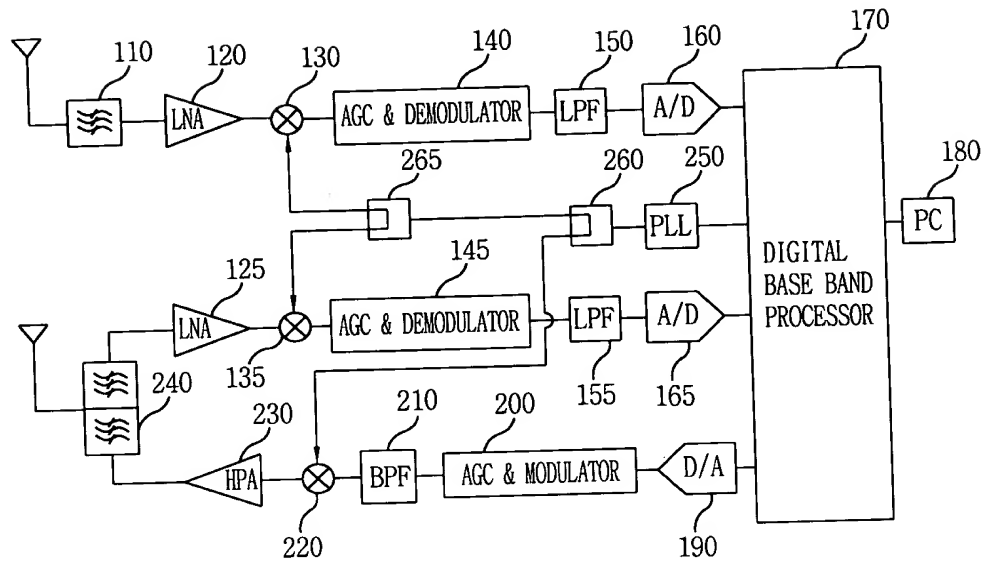 110
120
130
140
150
160
170
LNA
AGC & DEMODULATOR
LPF
A/D
265
260
250
180
PLL
PC
DIGITAL
BASE BAND
PROCESSOR
125
145
LNA
AGC & DEMODULATOR
LPF
A/D
135
155
165
240
230
210
200
HPA
BPF
AGC & MODULATOR
D/A
220
190